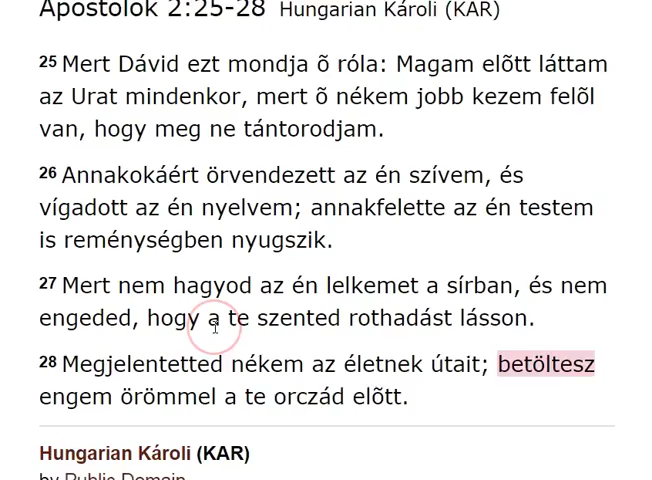 Apostolok 2:25-28 Hungarian Károli (KAR)
25 Mert Dávid ezt mondja õ róla: Magam elõtt láttam
az Urat mindenkor, mert õ nékem jobb kezem felõl
van, hogy meg ne tántorodjam.
26 Annakokáért örvendezett az én szívem, és
vígadott az én nyelvem; annakfelette az én testem
is reménységben nyugszik.
27 Mert nem hagyod az én lelkemet a sírban, és nem
engeded, hogy a te szented rothadást lásson.
28 Megjelentetted nékem az életnek útait; betöltesz
engem örömmel a te orczád elõtt.
Hungarian Károli (KAR)
by Public Domain